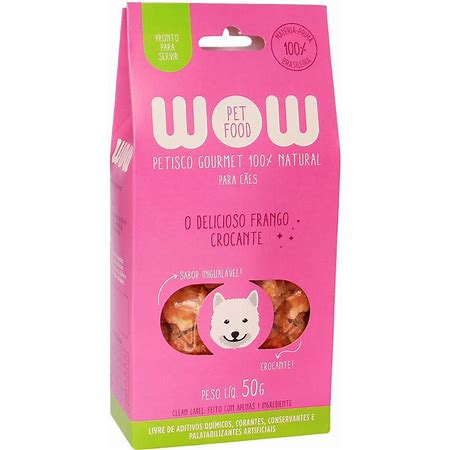 PRONTO
PARA
SERVIR
MATÉRIA-PRIMA
100%
BRASILEIRA
WOW
PET
FOOD
PETISCO GOURMET 100% NATURAL
PARA CÃES
O DELICIOSO FRANGO
CROCANTE
SABOR INIGUALÁVEL!
CROCANTE!
PESO LÍQ. 50G
CLEAN LABEL: FEITO COM APENAS 1 INGREDIENTE
LIVRE DE ADITIVOS QUÍMICOS, CORANTES, CONSERVANTES E
PALATABILIZANTES ARTIFICIAIS
WOW